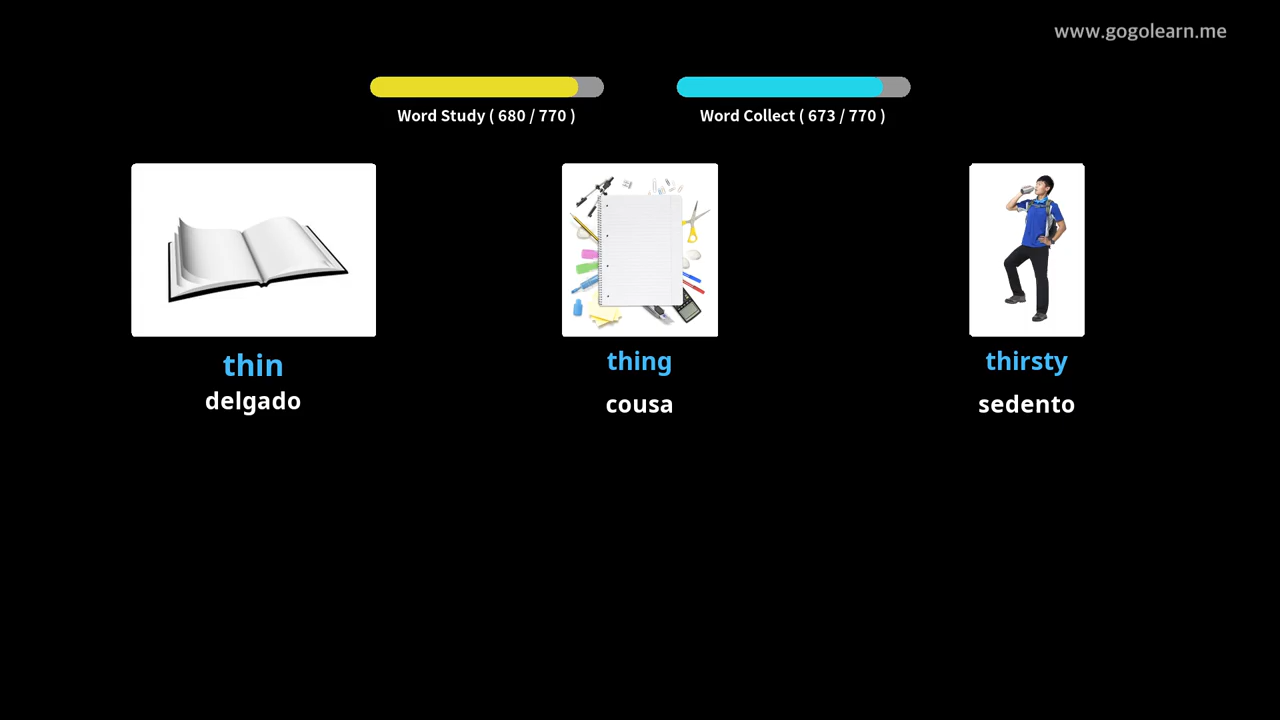 www.gogolearn.me
Word Study ( 680 / 770 )
Word Collect ( 673 / 770 )
thin
delgado
thing
cousa
thirsty
sedento